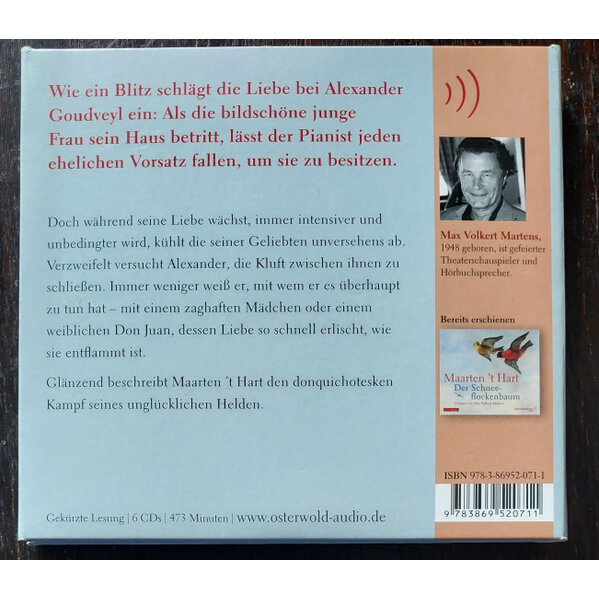 Wie ein Blitz schlägt die Liebe bei Alexander
Goudveyl ein: Als die bildschöne junge
Frau sein Haus betritt, lässt der Pianist jeden
ehelichen Vorsatz fallen, um sie zu besitzen.
Doch während seine Liebe wächst, immer intensiver und
unbedingter wird, kühlt die seiner Geliebten unversehens ab.
Verzweifelt versucht Alexander, die Kluft zwischen ihnen zu
schließen. Immer weniger weiß er, mit wem er es überhaupt
zu tun hat – mit einem zaghaften Mädchen oder einem
weiblichen Don Juan, dessen Liebe so schnell erlischt, wie
sie entflammt ist.
Glänzend beschreibt Maarten 't Hart den donquichotesken
Kampf seines unglücklichen Helden.
Gekürzte Lesung | 6 CDs | 473 Minuten | www.osterwold-audio.de
Max Volkert Martens,
1948 geboren, ist gefeierter
Theaterschauspieler und
Hörbuchsprecher.
Bereits erschienen
Maarten 't Hart
Der Schnee-
flockenbaum
ISBN 978-3-86952-071-1
9 783869 520711